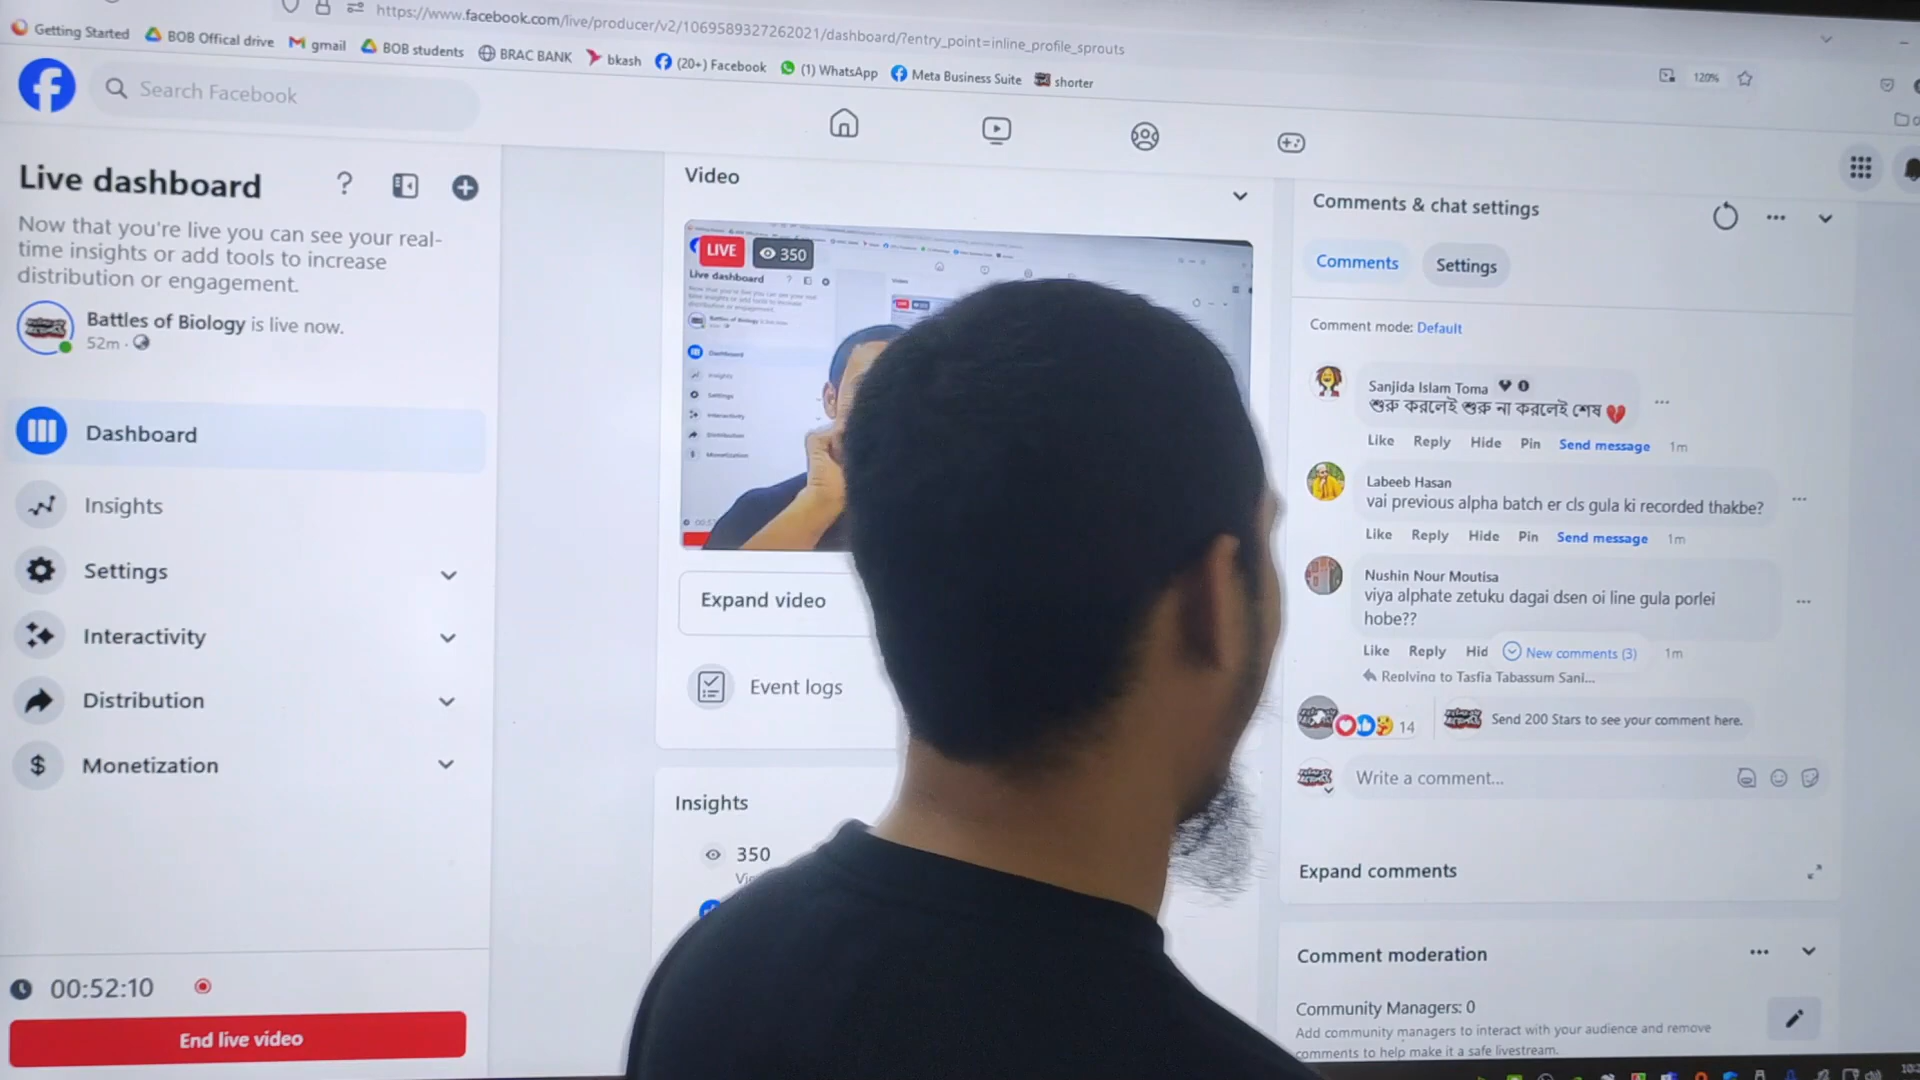 https://www.facebook.com/live/producer/v2/1069589327262021/dashboard/?entry_point=inline_profile_sprouts
120%
Getting Started
BOB Offical drive
gmail
BOB students
BRAC BANK
bkash
(20+) Facebook
(1) WhatsApp
Meta Business Suite
shorter
Search Facebook
Live dashboard
Now that you're live you can see your real-
time insights or add tools to increase
distribution or engagement.
Battles of Biology is live now.
52m
Dashboard
Insights
Settings
Interactivity
Distribution
Monetization
00:52:10
End live video
Video
LIVE
350
Live dashboard
Expand video
Event logs
Insights
350
Comments & chat settings
Comments
Settings
Comment mode: Default
Sanjida Islam Toma
শুরু করলেই শুরু না করলেই শেষ 💔
Like Reply Hide Pin Send message 1m
Labeeb Hasan
vai previous alpha batch er cls gula ki recorded thakbe?
Like Reply Hide Pin Send message 1m
Nushin Nour Moutisa
viya alphate zetuku dagai dsen oi line gula porlei
hobe??
Like Reply Hid New comments (3) 1m
Replying to Tasfia Tabassum Sani...
14
Send 200 Stars to see your comment here.
Write a comment...
Expand comments
Comment moderation
Community Managers: 0
Add community managers to interact with your audience and remove
comments to help make it a safe livestream.